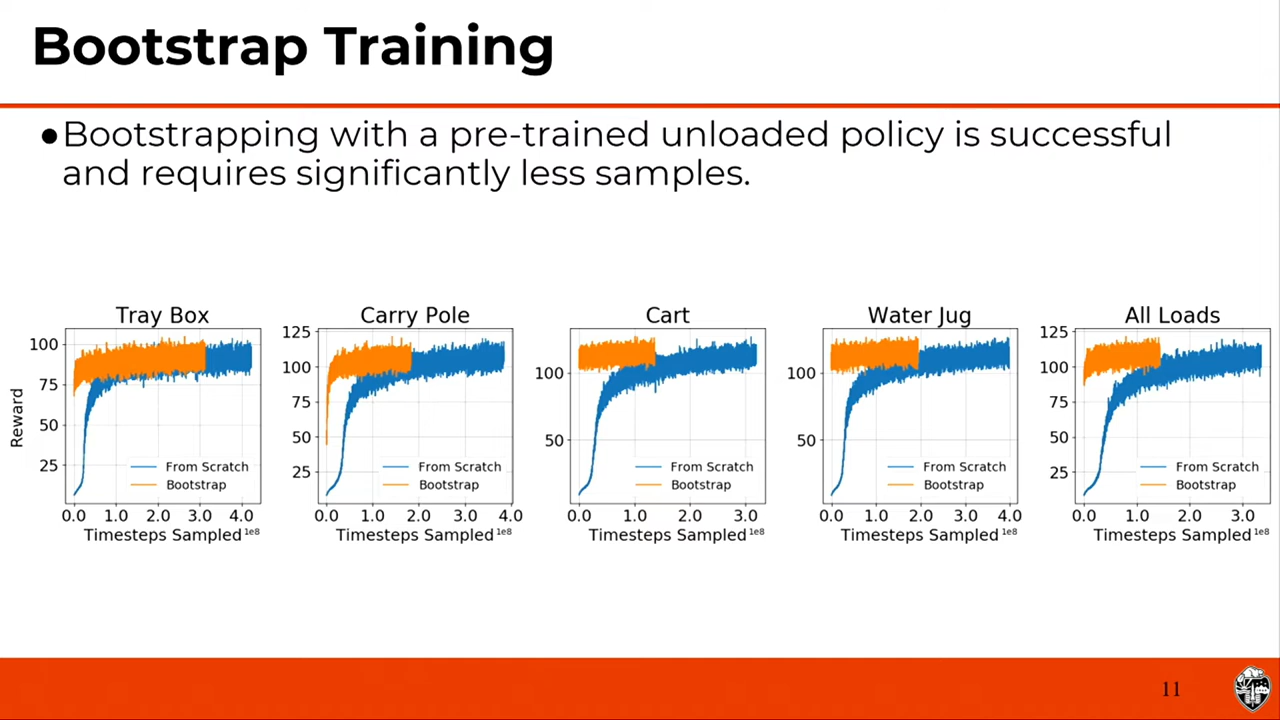 Bootstrap Training
●Bootstrapping with a pre-trained unloaded policy is successful
and requires significantly less samples.
Tray Box
Carry Pole
Cart
Water Jug
All Loads
Reward
100
75
50
25
From Scratch
Bootstrap
0.0 1.0 2.0 3.0 4.0
Timesteps Sampled 1e8
125
100
75
50
25
From Scratch
Bootstrap
0.0 1.0 2.0 3.0 4.0
Timesteps Sampled 1e8
100
50
From Scratch
Bootstrap
0.0 1.0 2.0 3.0
Timesteps Sampled 1e8
100
50
From Scratch
Bootstrap
0.0 1.0 2.0 3.0 4.0
Timesteps Sampled 1e8
125
100
75
50
25
From Scratch
Bootstrap
0.0 1.0 2.0 3.0
Timesteps Sampled 1e8
11